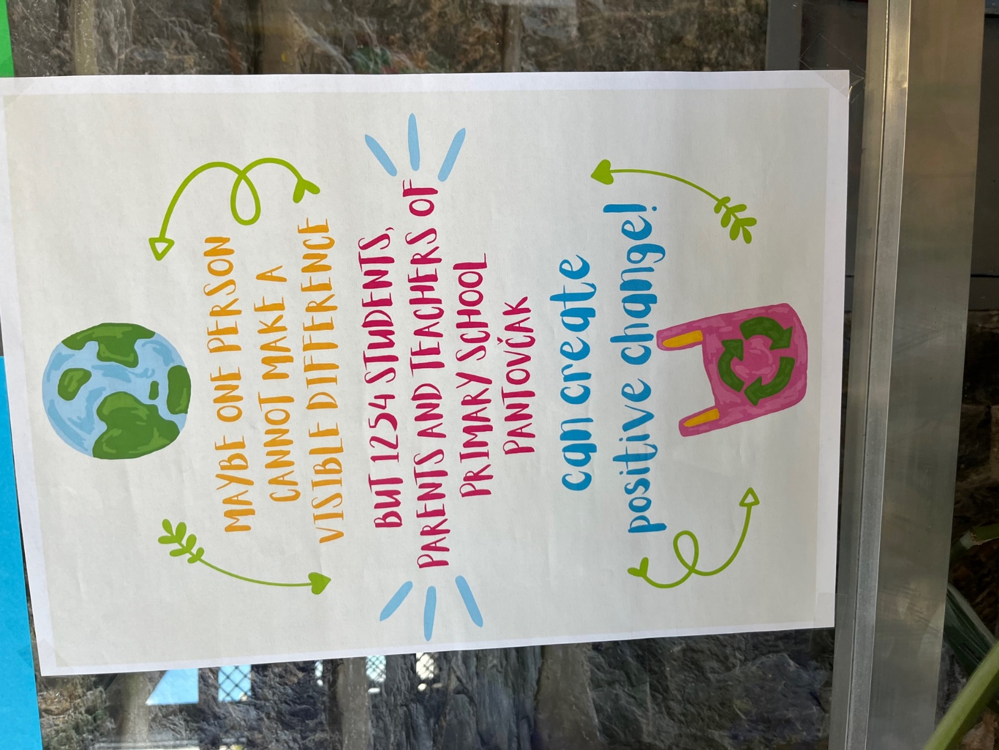 MAYBE ONE PERSON
CANNOT MAKE A
VISIBLE DIFFERENCE
BUT 1254 STUDENTS,
PARENTS AND TEACHERS OF
PRIMARY SCHOOL
PANTOVČAK
can create
positive change!